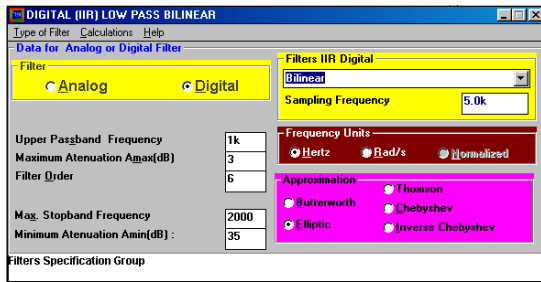 DIGITAL (IIR) LOW PASS BILINEAR
Type of Filter Calculations Help
Data for Analog or Digital Filter
Filter
Analog Digital
Filters IIR Digital
Bilinear
Sampling Frequency 5.0k
Upper Passband Frequency 1k
Maximum Atenuation Amax(dB) 3
Filter Order 6
Max. Stopband Frequency 2000
Minimum Atenuation Amin(dB) : 35
Frequency Units
Hertz Rad/s Normalized
Approximation
Thomson
Butterworth
Chebyshev
Elliptic
Inverse Chebyshev
Filters Specification Group